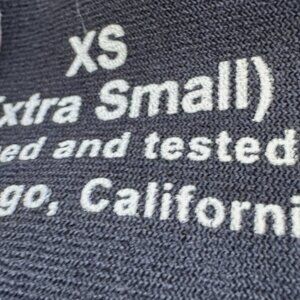 XS
xtra Small)
ed and tested
go, Californi